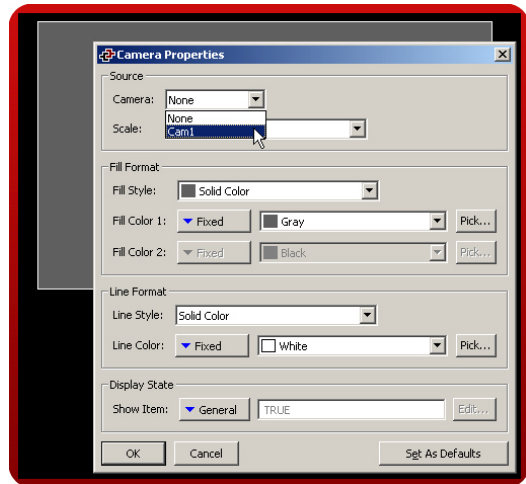 Camera Properties
Source
Camera: None
None
Cam1
Scale:
Fill Format
Fill Style: Solid Color
Fill Color 1: Fixed Gray Pick...
Fill Color 2: Fixed Black Pick...
Line Format
Line Style: Solid Color
Line Color: Fixed White Pick...
Display State
Show Item: General TRUE Edit...
OK Cancel Set As Defaults